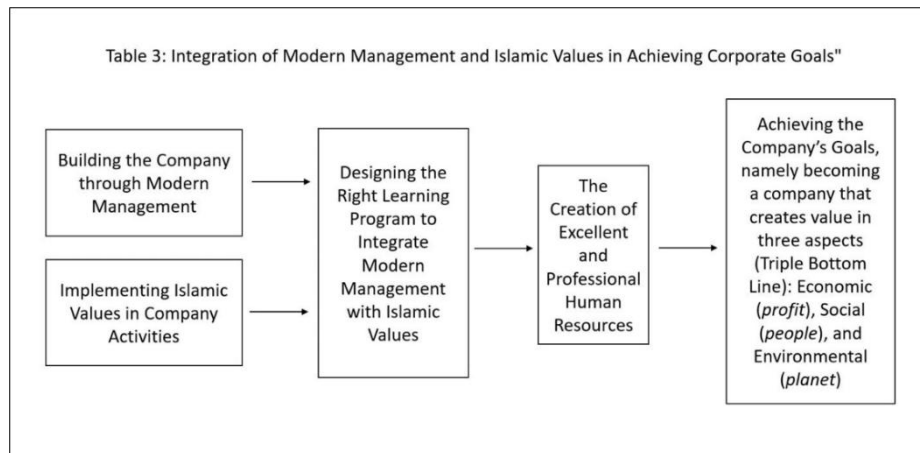 Table 3: Integration of Modern Management and Islamic Values in Achieving Corporate Goals"
Building the Company
through Modern
Management
Implementing Islamic
Values in Company
Activities
Designing the
Right Learning
Program to
Integrate
Modern
Management
with Islamic
Values
The
Creation of
Excellent
and
Professional
Human
Resources
Achieving the
Company’s Goals,
namely becoming
a company that
creates value in
three aspects
(Triple Bottom
Line): Economic
(profit), Social
(people), and
Environmental
(planet)